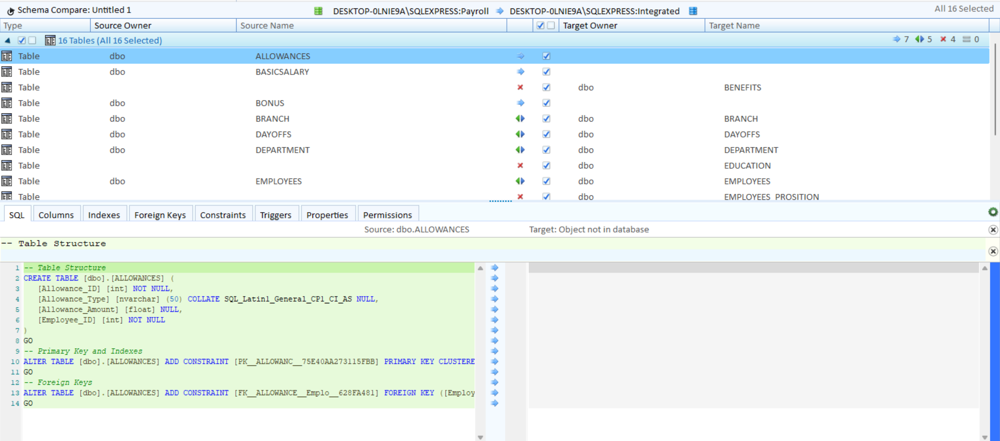 Schema Compare: Untitled 1 DESKTOP-0LNIE9A\SQLEXPRESS:Payroll DESKTOP-0LNIE9A\SQLEXPRESS:Integrated All 16 Selected
Type Source Owner Source Name Target Owner Target Name
16 Tables (All 16 Selected) 7 5 4 0
Table dbo ALLOWANCES
Table dbo BASICSALARY
Table dbo BENEFITS
Table dbo BONUS
Table dbo BRANCH dbo BRANCH
Table dbo DAYOFFS dbo DAYOFFS
Table dbo DEPARTMENT dbo DEPARTMENT
Table dbo EDUCATION
Table dbo EMPLOYEES dbo EMPLOYEES
Table dbo EMPLOYEES_PROSITION
SQL Columns Indexes Foreign Keys Constraints Triggers Properties Permissions
Source: dbo.ALLOWANCES Target: Object not in database
-- Table Structure
1 -- Table Structure
2 CREATE TABLE [dbo].[ALLOWANCES] (
3 [Allowance_ID] [int] NOT NULL,
4 [Allowance_Type] [nvarchar] (50) COLLATE SQL_Latin1_General_CP1_CI_AS NULL,
5 [Allowance_Amount] [float] NULL,
6 [Employee_ID] [int] NOT NULL
7 )
8 GO
9 -- Primary Key and Indexes
10 ALTER TABLE [dbo].[ALLOWANCES] ADD CONSTRAINT [PK__ALLOWANC__75E40AA273115FBB] PRIMARY KEY CLUSTERE
11 GO
12 -- Foreign Keys
13 ALTER TABLE [dbo].[ALLOWANCES] ADD CONSTRAINT [FK__ALLOWANCE__Emplo__628FA481] FOREIGN KEY ([Employ
14 GO